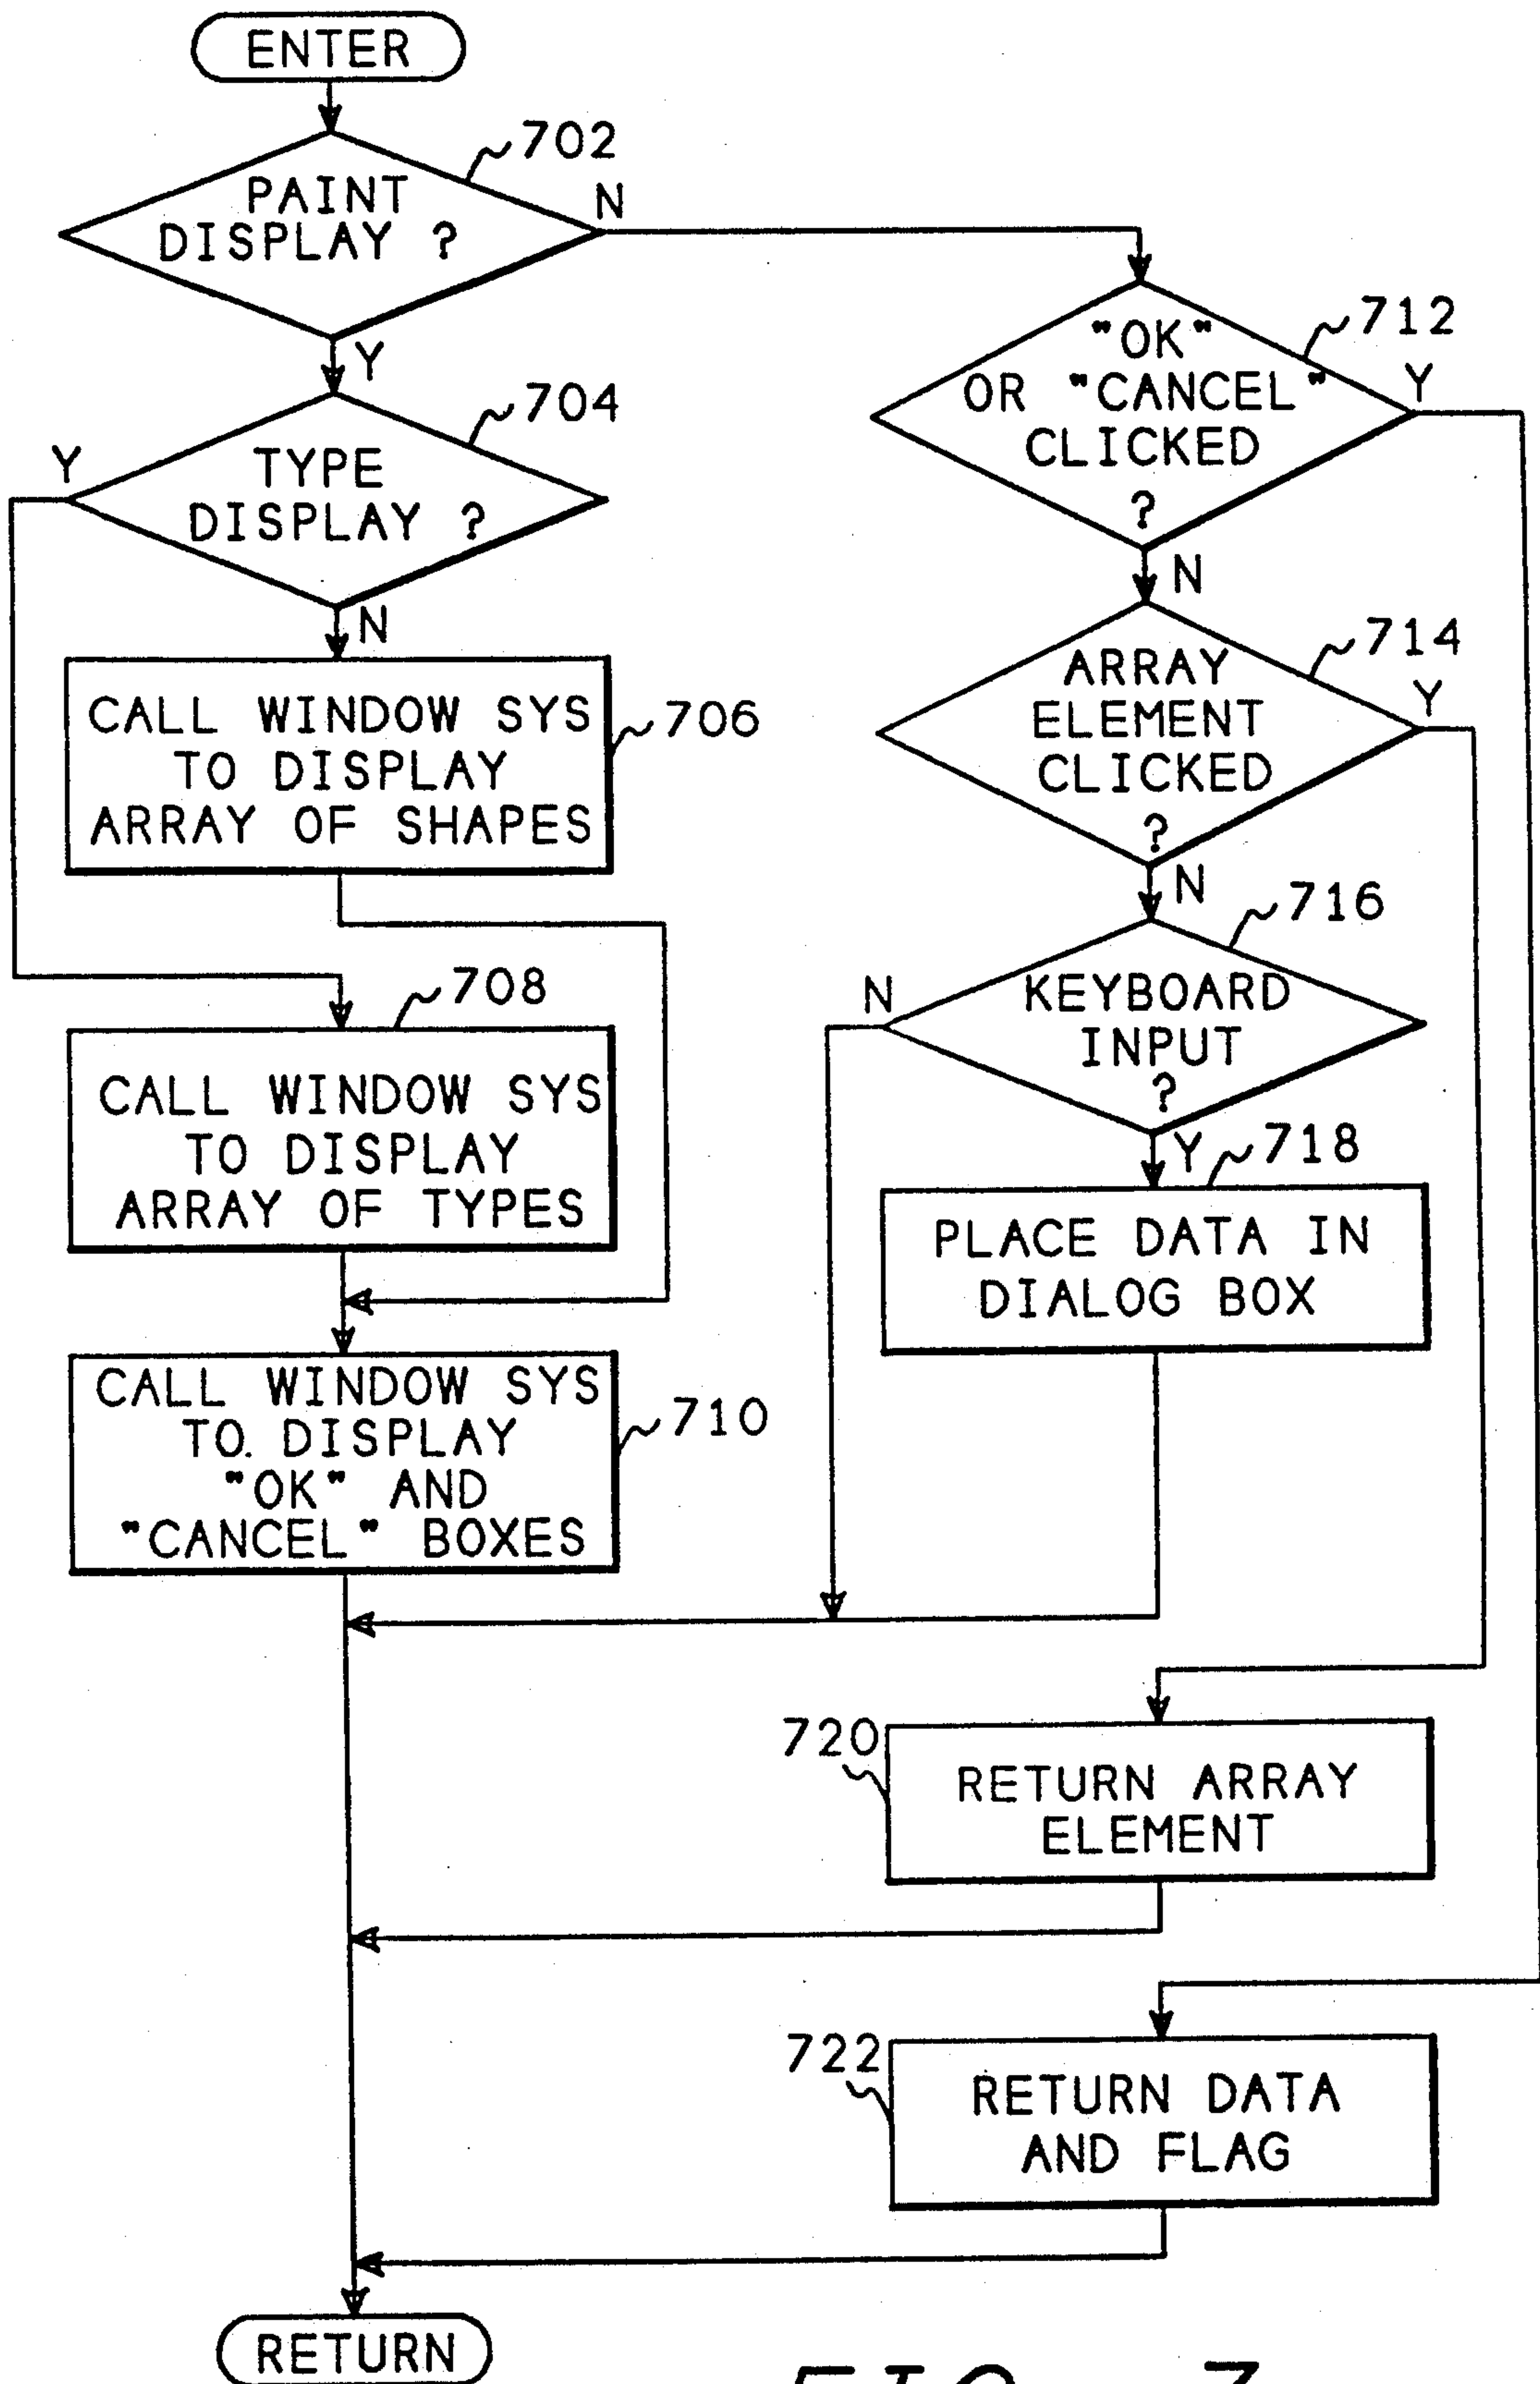 ENTER
702
PAINT
DISPLAY ?
N
Y
704
TYPE
DISPLAY ?
Y
N
CALL WINDOW SYS
TO DISPLAY
ARRAY OF SHAPES
706
708
CALL WINDOW SYS
TO DISPLAY
ARRAY OF TYPES
CALL WINDOW SYS
TO. DISPLAY
"OK" AND
"CANCEL" BOXES
710
712
"OK"
OR "CANCEL"
CLICKED
?
Y
N
714
ARRAY
ELEMENT
CLICKED
?
Y
N
716
KEYBOARD
INPUT
?
N
Y
718
PLACE DATA IN
DIALOG BOX
720
RETURN ARRAY
ELEMENT
722
RETURN DATA
AND FLAG
RETURN